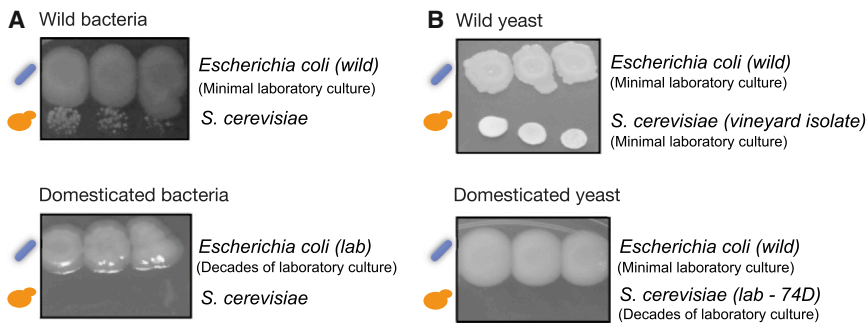 A Wild bacteria
Escherichia coli (wild)
(Minimal laboratory culture)
S. cerevisiae
Domesticated bacteria
Escherichia coli (lab)
(Decades of laboratory culture)
S. cerevisiae
B Wild yeast
Escherichia coli (wild)
(Minimal laboratory culture)
S. cerevisiae (vineyard isolate)
(Minimal laboratory culture)
Domesticated yeast
Escherichia coli (wild)
(Minimal laboratory culture)
S. cerevisiae (lab - 74D)
(Decades of laboratory culture)